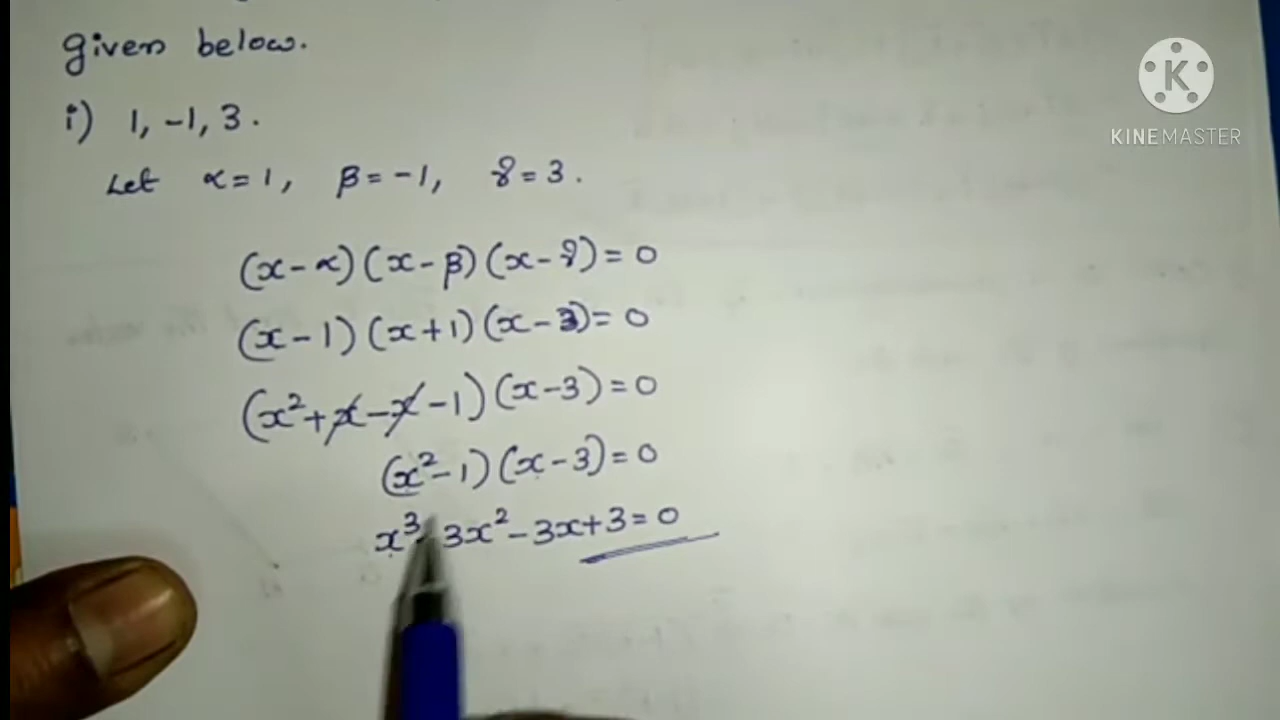 given below.
i) 1, -1, 3.
Let α=1, β=-1, γ=3.
(x-α)(x-β)(x-γ)=0
(x-1)(x+1)(x-3)=0
(x²+x-x-1)(x-3)=0
(x²-1)(x-3)=0
x³-3x²-3x+3=0
KINEMASTER